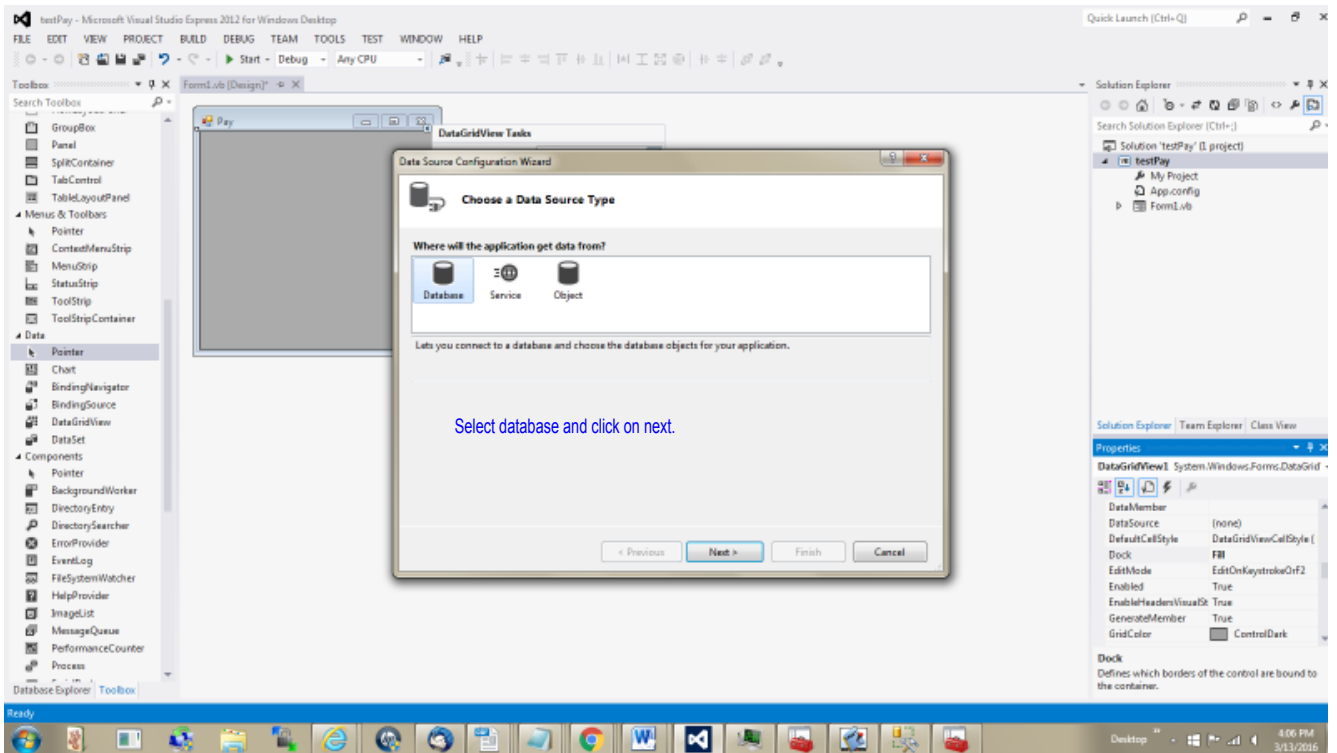 testPay - Microsoft Visual Studio Express 2012 for Windows Desktop
Quick Launch (Ctrl+Q)
FILE EDIT VIEW PROJECT BUILD DEBUG TEAM TOOLS TEST WINDOW HELP
Start - Debug - Any CPU
Toolbox
Search Toolbox
GroupBox
Panel
SplitContainer
TabControl
TableLayoutPanel
Menus & Toolbars
Pointer
ContextMenuStrip
MenuStrip
StatusStrip
ToolStrip
ToolStripContainer
Data
Pointer
Chart
BindingNavigator
BindingSource
DataGridView
DataSet
Components
Pointer
BackgroundWorker
DirectoryEntry
DirectorySearcher
ErrorProvider
EventLog
FileSystemWatcher
HelpProvider
ImageList
MessageQueue
PerformanceCounter
Process
Database Explorer Toolbox
Form1.vb [Design]*
Pay
DataGridView Tasks
Data Source Configuration Wizard
Choose a Data Source Type
Where will the application get data from?
Database Service Object
Lets you connect to a database and choose the database objects for your application.
Select database and click on next.
< Previous Next > Finish Cancel
Solution Explorer
Search Solution Explorer (Ctrl+;)
Solution 'testPay' (1 project)
testPay
My Project
App.config
Form1.vb
Solution Explorer Team Explorer Class View
Properties
DataGridView1 System.Windows.Forms.DataGrid
DataMember
DataSource (none)
DefaultCellStyle DataGridViewCellStyle {
Dock Fill
EditMode EditOnKeystrokeOrF2
Enabled True
EnableHeadersVisualSt True
GenerateMember True
GridColor ControlDark
Dock
Defines which borders of the control are bound to
the container.
Ready
Desktop
4:06 PM
3/13/2016